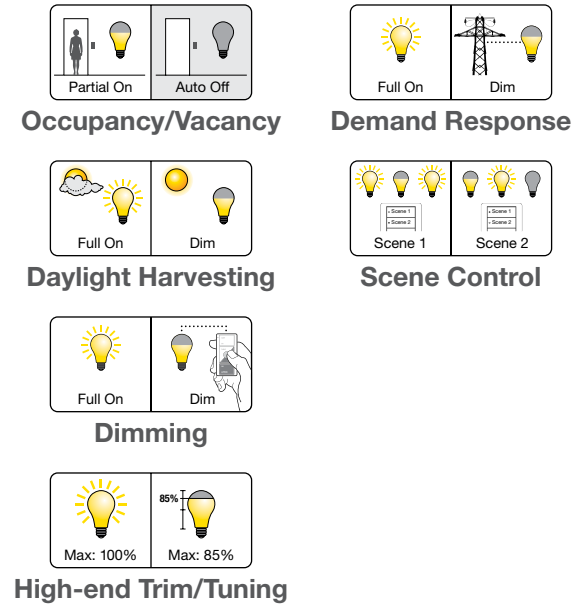 Partial On
Auto Off
Occupancy/Vacancy
Full On
Dim
Demand Response
Full On
Dim
Daylight Harvesting
Scene 1
Scene 2
Scene 1
Scene 2
Scene 1
Scene 2
Scene Control
Full On
Dim
Dimming
85%
Max: 100%
Max: 85%
High-end Trim/Tuning